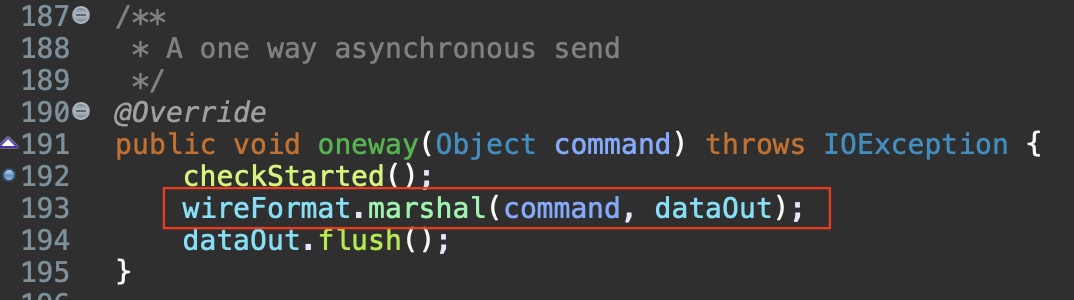 187 /**
188  * A one way asynchronous send
189  */
190 @Override
191 public void oneway(Object command) throws IOException {
192     checkStarted();
193     wireFormat.marshal(command, dataOut);
194     dataOut.flush();
195 }
196